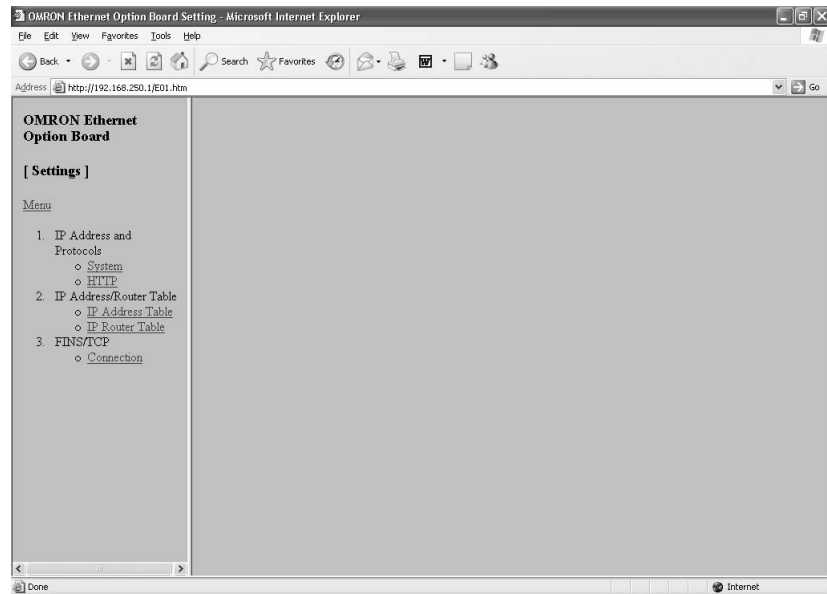 OMRON Ethernet Option Board Setting - Microsoft Internet Explorer
File Edit View Favorites Tools Help
Back Search Favorites
Address http://192.168.250.1/E01.htm Go
OMRON Ethernet
Option Board
[ Settings ]
Menu
1. IP Address and
Protocols
System
HTTP
2. IP Address/Router Table
IP Address Table
IP Router Table
3. FINS/TCP
Connection
Done Internet